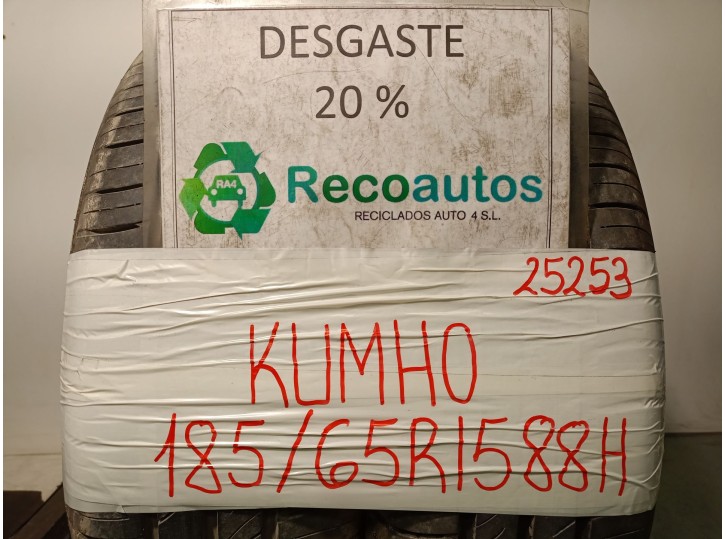 DESGASTE
20 %
RA4
Recoautos
RECICLADOS AUTO 4 S.L.
25253
KUMHO
185/65R1588H